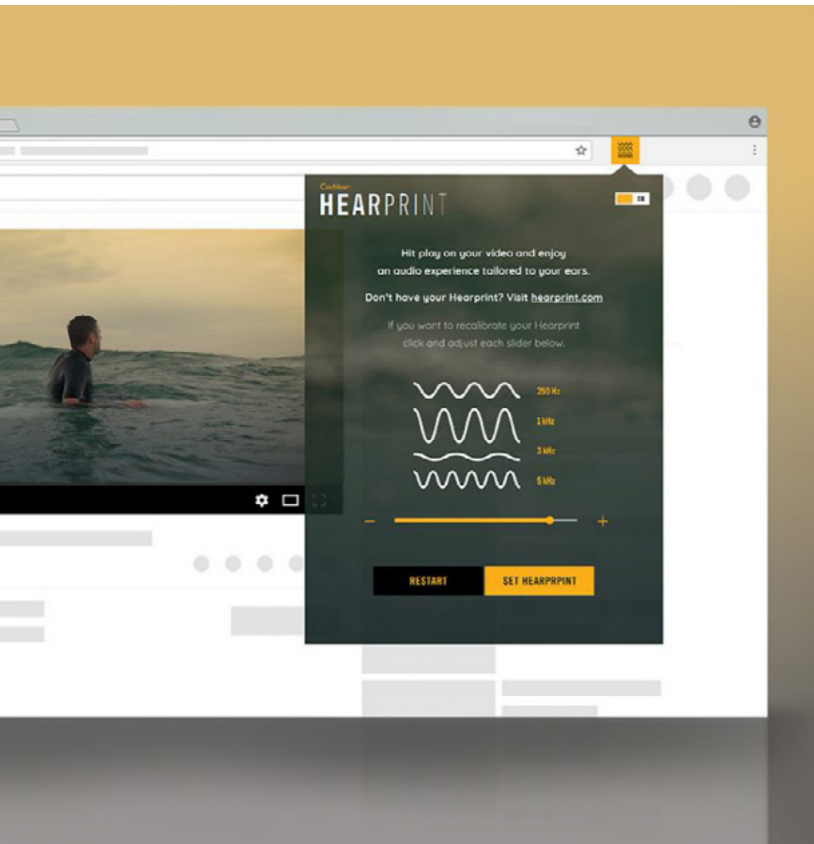 Cochlear
HEARPRINT
ON
Hit play on your video and enjoy
an audio experience tailored to your ears.
Don't have your Hearprint? Visit hearprint.com
If you want to recalibrate your Hearprint
click and adjust each slider below.
250 Hz
1 kHz
3 kHz
5 kHz
RESTART
SET HEARPRPINT